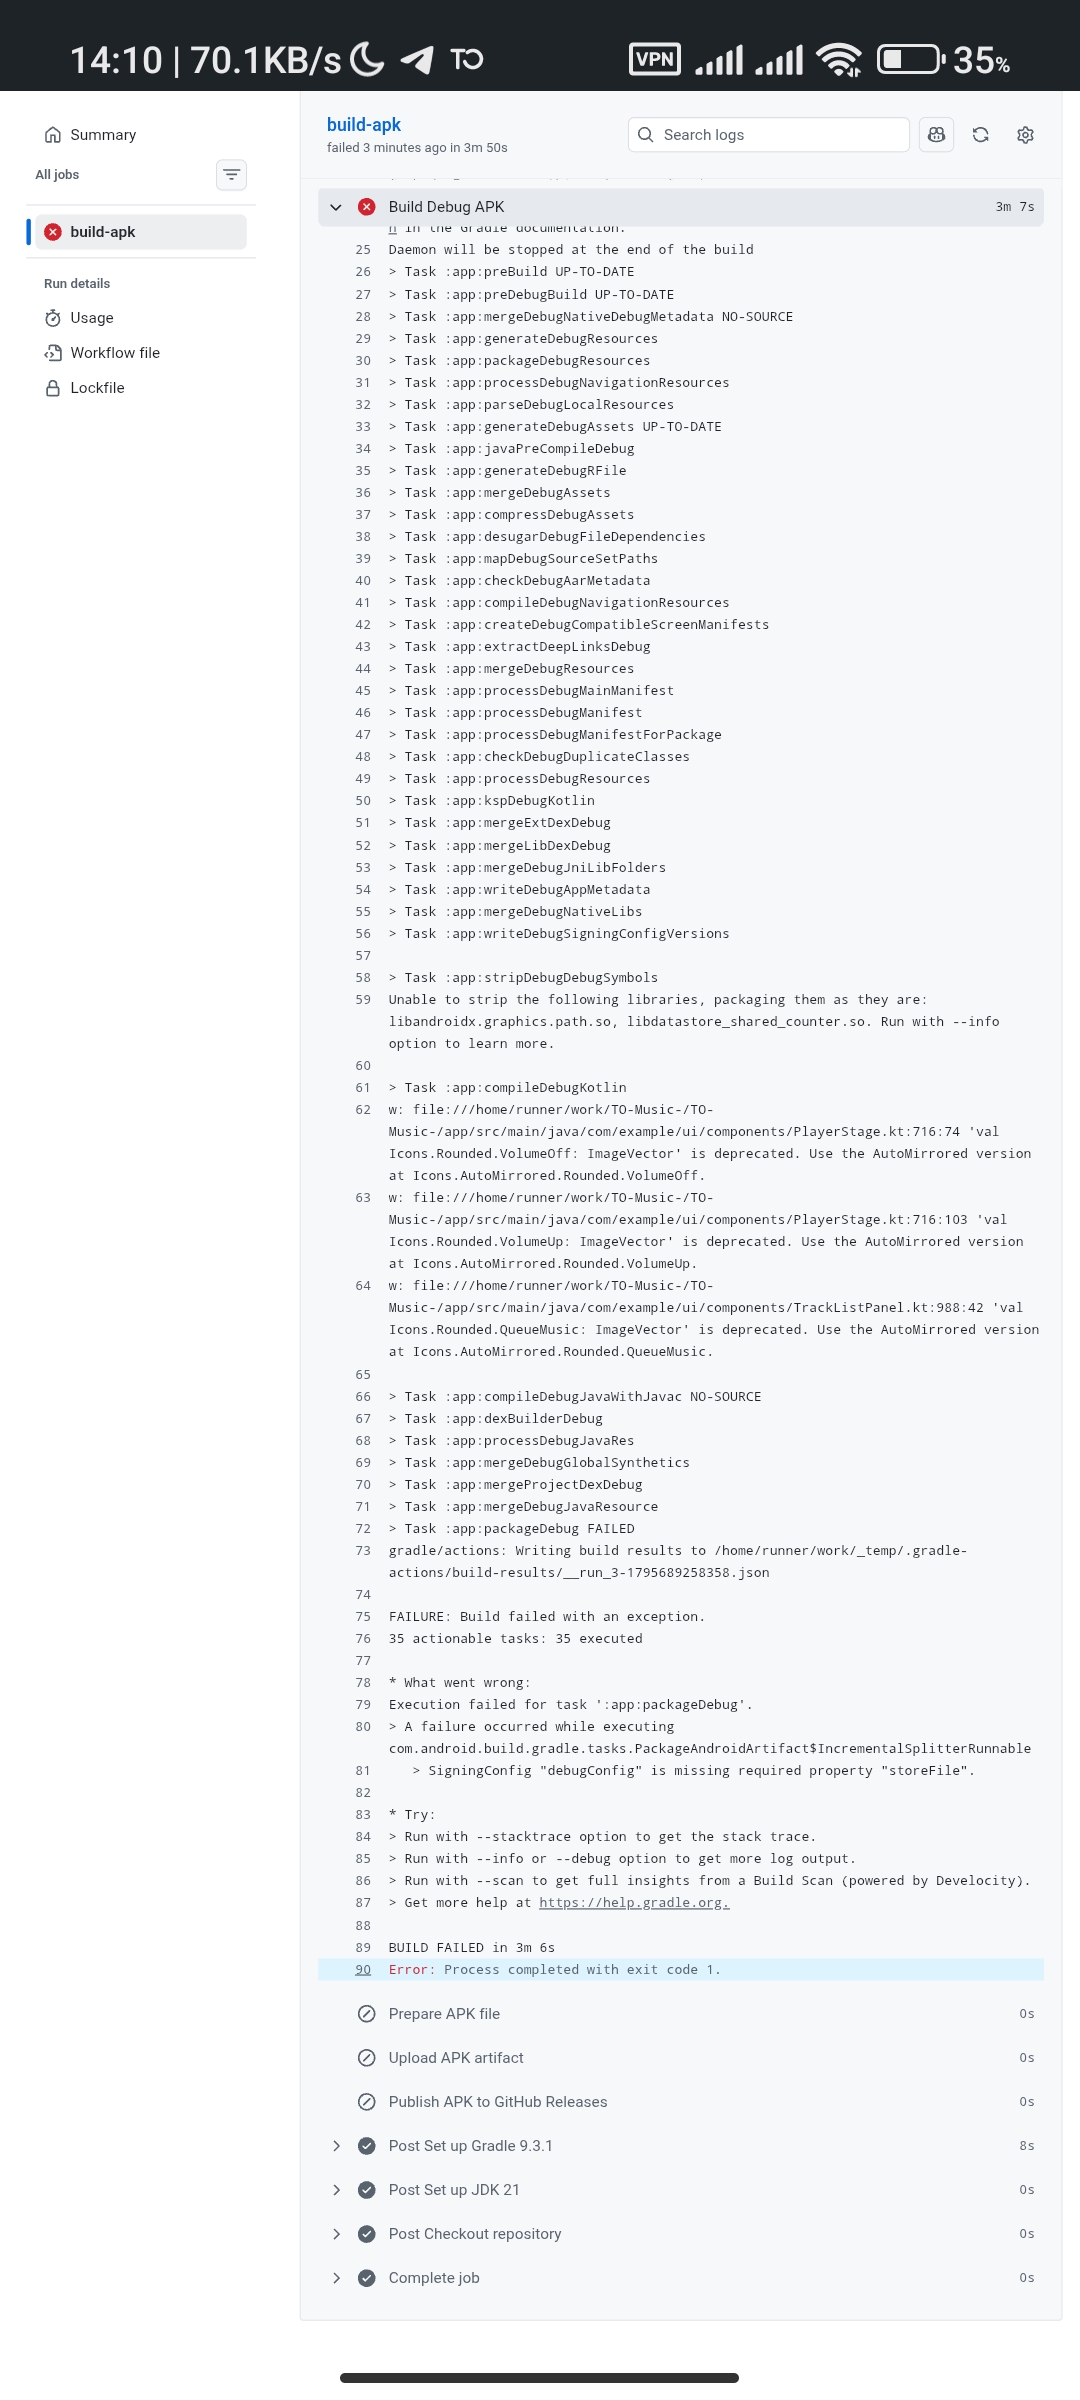 14:10 | 70.1KB/s VPN 35%
Summary
All jobs
build-apk
Run details
Usage
Workflow file
Lockfile
build-apk
failed 3 minutes ago in 3m 50s
Search logs
Build Debug APK 3m 7s
n in the Gradle documentation.
25 Daemon will be stopped at the end of the build
26 > Task :app:preBuild UP-TO-DATE
27 > Task :app:preDebugBuild UP-TO-DATE
28 > Task :app:mergeDebugNativeDebugMetadata NO-SOURCE
29 > Task :app:generateDebugResources
30 > Task :app:packageDebugResources
31 > Task :app:processDebugNavigationResources
32 > Task :app:parseDebugLocalResources
33 > Task :app:generateDebugAssets UP-TO-DATE
34 > Task :app:javaPreCompileDebug
35 > Task :app:generateDebugRFile
36 > Task :app:mergeDebugAssets
37 > Task :app:compressDebugAssets
38 > Task :app:desugarDebugFileDependencies
39 > Task :app:mapDebugSourceSetPaths
40 > Task :app:checkDebugAarMetadata
41 > Task :app:compileDebugNavigationResources
42 > Task :app:createDebugCompatibleScreenManifests
43 > Task :app:extractDeepLinksDebug
44 > Task :app:mergeDebugResources
45 > Task :app:processDebugMainManifest
46 > Task :app:processDebugManifest
47 > Task :app:processDebugManifestForPackage
48 > Task :app:checkDebugDuplicateClasses
49 > Task :app:processDebugResources
50 > Task :app:kspDebugKotlin
51 > Task :app:mergeExtDexDebug
52 > Task :app:mergeLibDexDebug
53 > Task :app:mergeDebugJniLibFolders
54 > Task :app:writeDebugAppMetadata
55 > Task :app:mergeDebugNativeLibs
56 > Task :app:writeDebugSigningConfigVersions
57
58 > Task :app:stripDebugDebugSymbols
59 Unable to strip the following libraries, packaging them as they are:
libandroidx.graphics.path.so, libdatastore_shared_counter.so. Run with --info
option to learn more.
60
61 > Task :app:compileDebugKotlin
62 w: file:///home/runner/work/TO-Music-/TO-
Music-/app/src/main/java/com/example/ui/components/PlayerStage.kt:716:74 'val
Icons.Rounded.VolumeOff: ImageVector' is deprecated. Use the AutoMirrored version
at Icons.AutoMirrored.Rounded.VolumeOff.
63 w: file:///home/runner/work/TO-Music-/TO-
Music-/app/src/main/java/com/example/ui/components/PlayerStage.kt:716:103 'val
Icons.Rounded.VolumeUp: ImageVector' is deprecated. Use the AutoMirrored version
at Icons.AutoMirrored.Rounded.VolumeUp.
64 w: file:///home/runner/work/TO-Music-/TO-
Music-/app/src/main/java/com/example/ui/components/TrackListPanel.kt:988:42 'val
Icons.Rounded.QueueMusic: ImageVector' is deprecated. Use the AutoMirrored version
at Icons.AutoMirrored.Rounded.QueueMusic.
65
66 > Task :app:compileDebugJavaWithJavac NO-SOURCE
67 > Task :app:dexBuilderDebug
68 > Task :app:processDebugJavaRes
69 > Task :app:mergeDebugGlobalSynthetics
70 > Task :app:mergeProjectDexDebug
71 > Task :app:mergeDebugJavaResource
72 > Task :app:packageDebug FAILED
73 gradle/actions: Writing build results to /home/runner/work/_temp/.gradle-
actions/build-results/__run_3-1795689258358.json
74
75 FAILURE: Build failed with an exception.
76 35 actionable tasks: 35 executed
77
78 * What went wrong:
79 Execution failed for task ':app:packageDebug'.
80 > A failure occurred while executing
com.android.build.gradle.tasks.PackageAndroidArtifact$IncrementalSplitterRunnable
81 > SigningConfig "debugConfig" is missing required property "storeFile".
82
83 * Try:
84 > Run with --stacktrace option to get the stack trace.
85 > Run with --info or --debug option to get more log output.
86 > Run with --scan to get full insights from a Build Scan (powered by Develocity).
87 > Get more help at https://help.gradle.org.
88
89 BUILD FAILED in 3m 6s
90 Error: Process completed with exit code 1.
Prepare APK file 0s
Upload APK artifact 0s
Publish APK to GitHub Releases 0s
Post Set up Gradle 9.3.1 8s
Post Set up JDK 21 0s
Post Checkout repository 0s
Complete job 0s